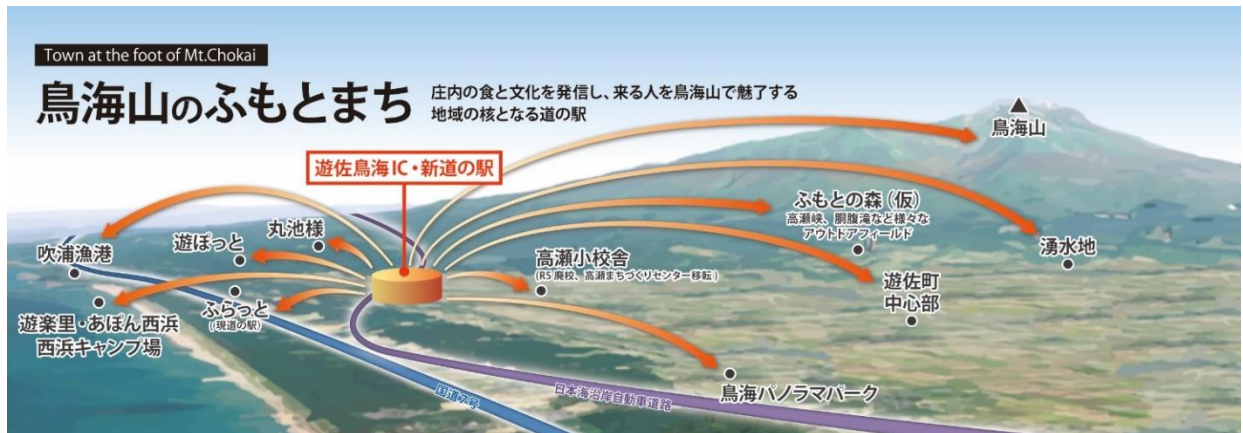 Town at the foot of Mt.Chokai
鳥海山のふもとまち
庄内の食と文化を発信し、来る人を鳥海山で魅了する
地域の核となる道の駅
鳥海山
遊佐鳥海IC・新道の駅
ふもとの森（仮）
高瀬峡、胴腹滝など様々な
アウトドアフィールド
丸池様
遊ぽっと
吹浦漁港
高瀬小校舎
（R5廃校、高瀬まちづくりセンター移転）
湧水地
遊佐町
中心部
ふらっと
（（現道の駅）
遊楽里・あぽん西浜
西浜キャンプ場
鳥海パノラマパーク
国道7号
日本海沿岸自動車道路